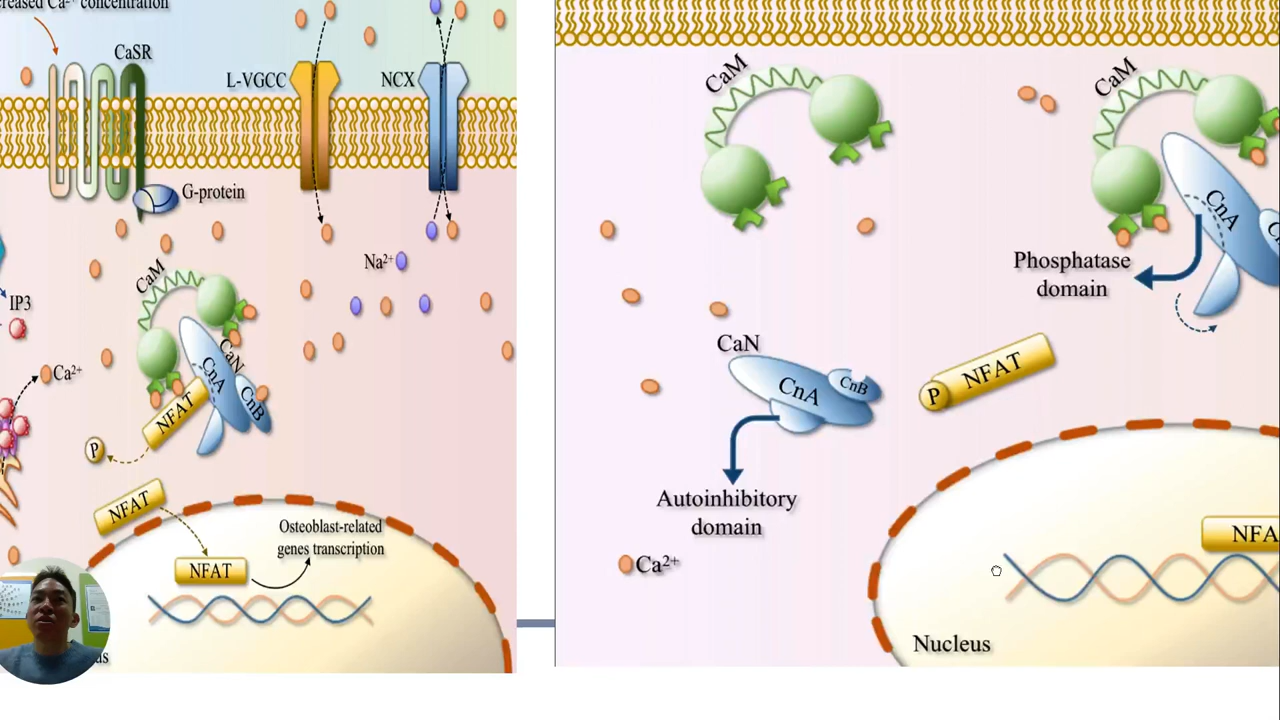 creased Ca²⁺ concentration
CaSR
L-VGCC
NCX
G-protein
Na²⁺
IP3
CaM
Ca²⁺
CaN
CnA
CnB
NFAT
P
NFAT
Osteoblast-related
genes transcription
NFAT
CaM
CaM
CnA
Phosphatase
domain
CaN
CnA
CnB
P
NFAT
Autoinhibitory
domain
Ca²⁺
NFA
Nucleus